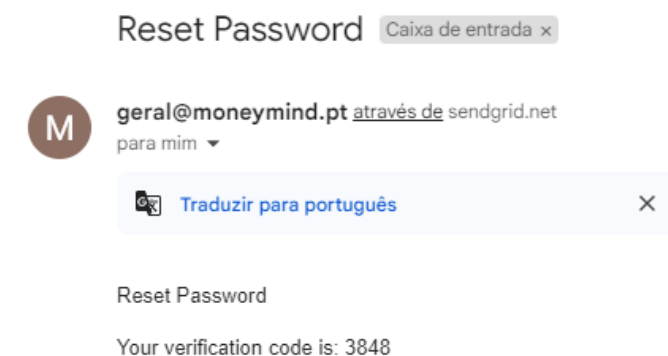 Reset Password Caixa de entrada ×
M
geral@moneymind.pt através de sendgrid.net
para mim
Traduzir para português
Reset Password
Your verification code is: 3848